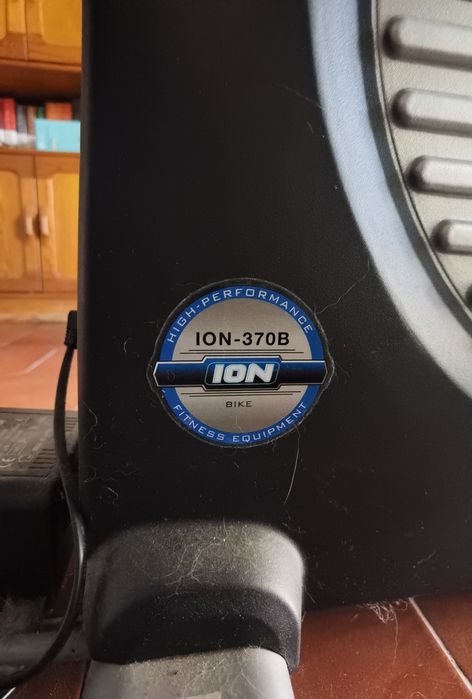 HIGH-PERFORMANCE
ION-370B
ION
BIKE
FITNESS EQUIPMENT